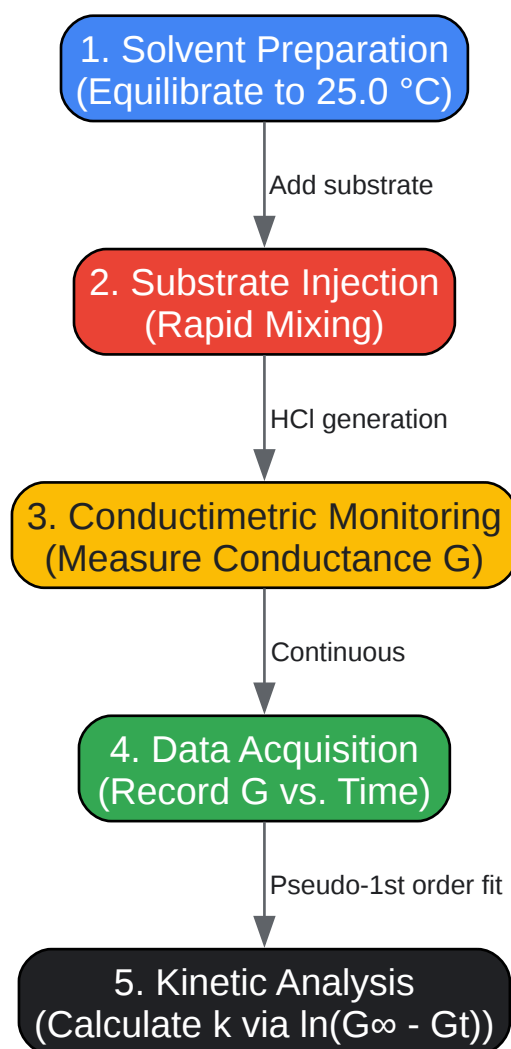 1. Solvent Preparation
(Equilibrate to 25.0 °C)
Add substrate
2. Substrate Injection
(Rapid Mixing)
HCl generation
3. Conductimetric Monitoring
(Measure Conductance G)
Continuous
4. Data Acquisition
(Record G vs. Time)
Pseudo-1st order fit
5. Kinetic Analysis
(Calculate k via ln(G∞ - Gt))